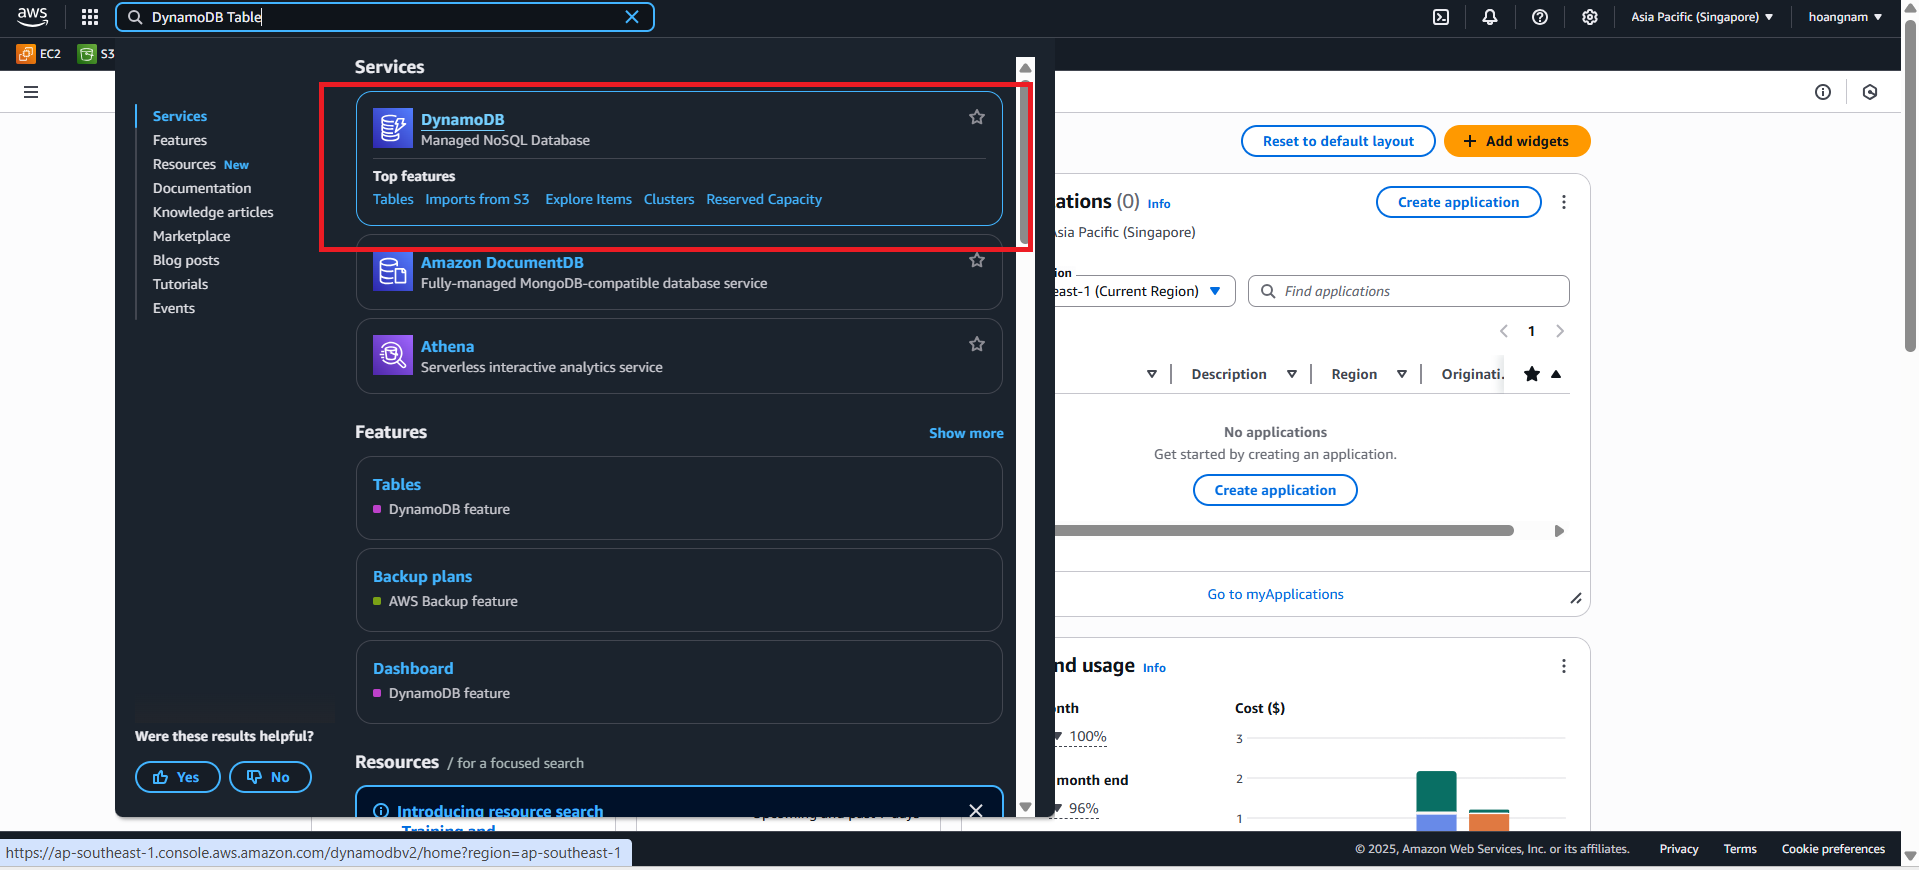 aws
DynamoDB Table
Asia Pacific (Singapore)
hoangnam
EC2
S3
Services
Features
Resources New
Documentation
Knowledge articles
Marketplace
Blog posts
Tutorials
Events
Were these results helpful?
Yes
No
Services
DynamoDB
Managed NoSQL Database
Top features
Tables
Imports from S3
Explore Items
Clusters
Reserved Capacity
Amazon DocumentDB
Fully-managed MongoDB-compatible database service
Athena
Serverless interactive analytics service
Features
Show more
Tables
DynamoDB feature
Backup plans
AWS Backup feature
Dashboard
DynamoDB feature
Resources / for a focused search
Introducing resource search
Training and
Reset to default layout
Add widgets
ations (0) Info
Create application
Asia Pacific (Singapore)
ion
east-1 (Current Region)
Find applications
1
Description
Region
Originati.
No applications
Get started by creating an application.
Create application
Go to myApplications
nd usage Info
onth
100%
month end
96%
Cost ($)
3
2
1
https://ap-southeast-1.console.aws.amazon.com/dynamodbv2/home?region=ap-southeast-1
© 2025, Amazon Web Services, Inc. or its affiliates.
Privacy
Terms
Cookie preferences